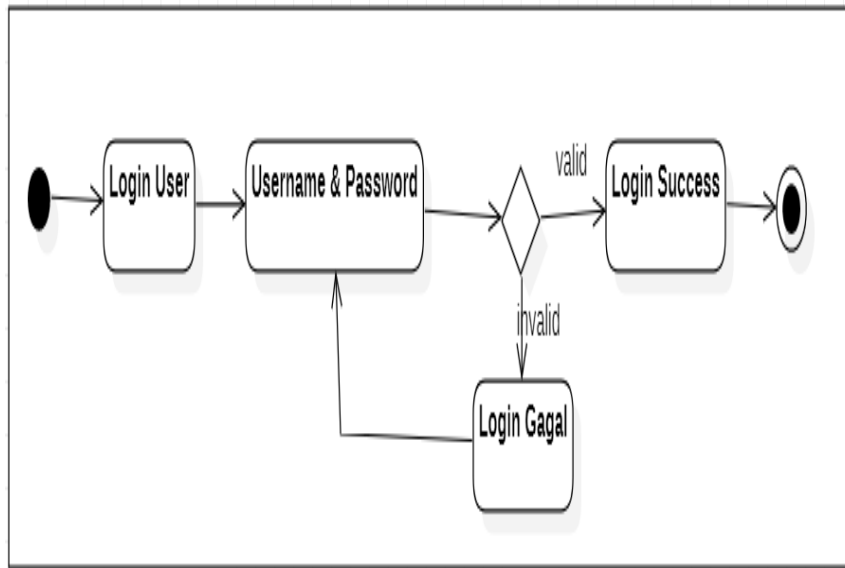 Login User
Username & Password
valid
Login Success
invalid
Login Gagal